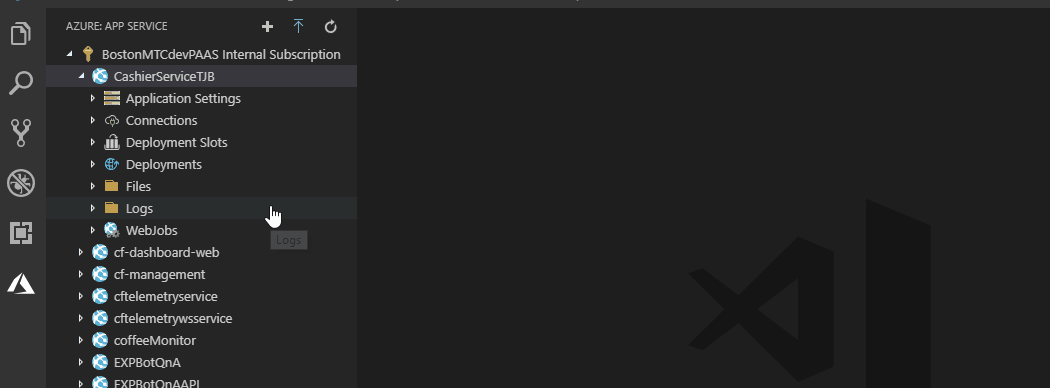 AZURE: APP SERVICE
BostonMTCdevPAAS Internal Subscription
CashierServiceTJB
Application Settings
Connections
Deployment Slots
Deployments
Files
Logs
Logs
WebJobs
cf-dashboard-web
cf-management
cftelemetryservice
cftelemetrywsservice
coffeeMonitor
EXPBotQnA
EXPBotQnAAPI